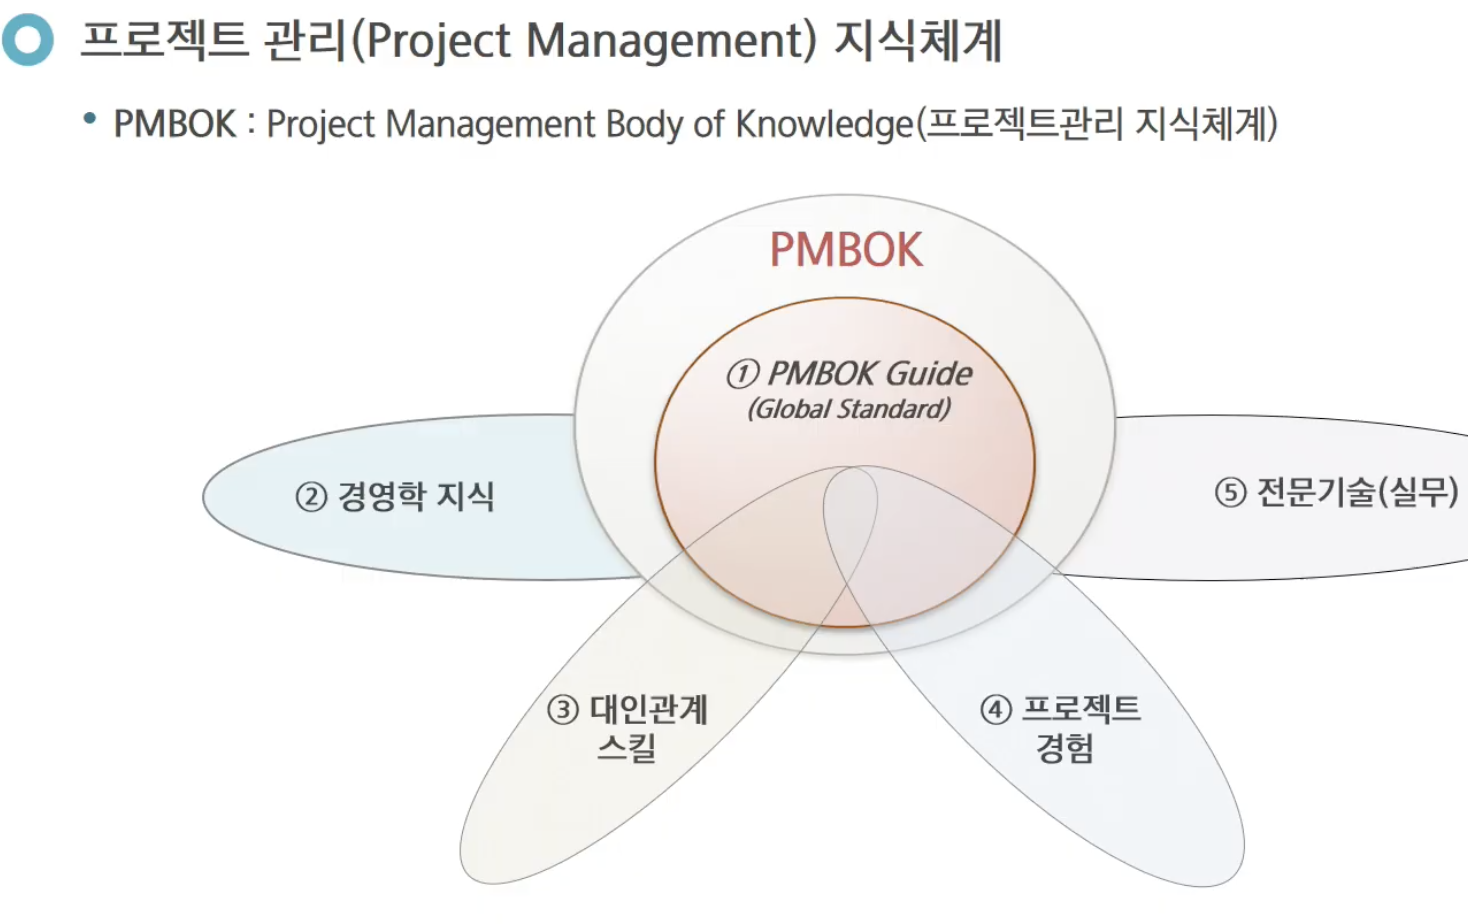 프로젝트 관리(Project Management) 지식체계
• PMBOK : Project Management Body of Knowledge(프로젝트관리 지식체계)
PMBOK
① PMBOK Guide
(Global Standard)
② 경영학 지식
⑤ 전문기술(실무)
③ 대인관계
스킬
④ 프로젝트
경험